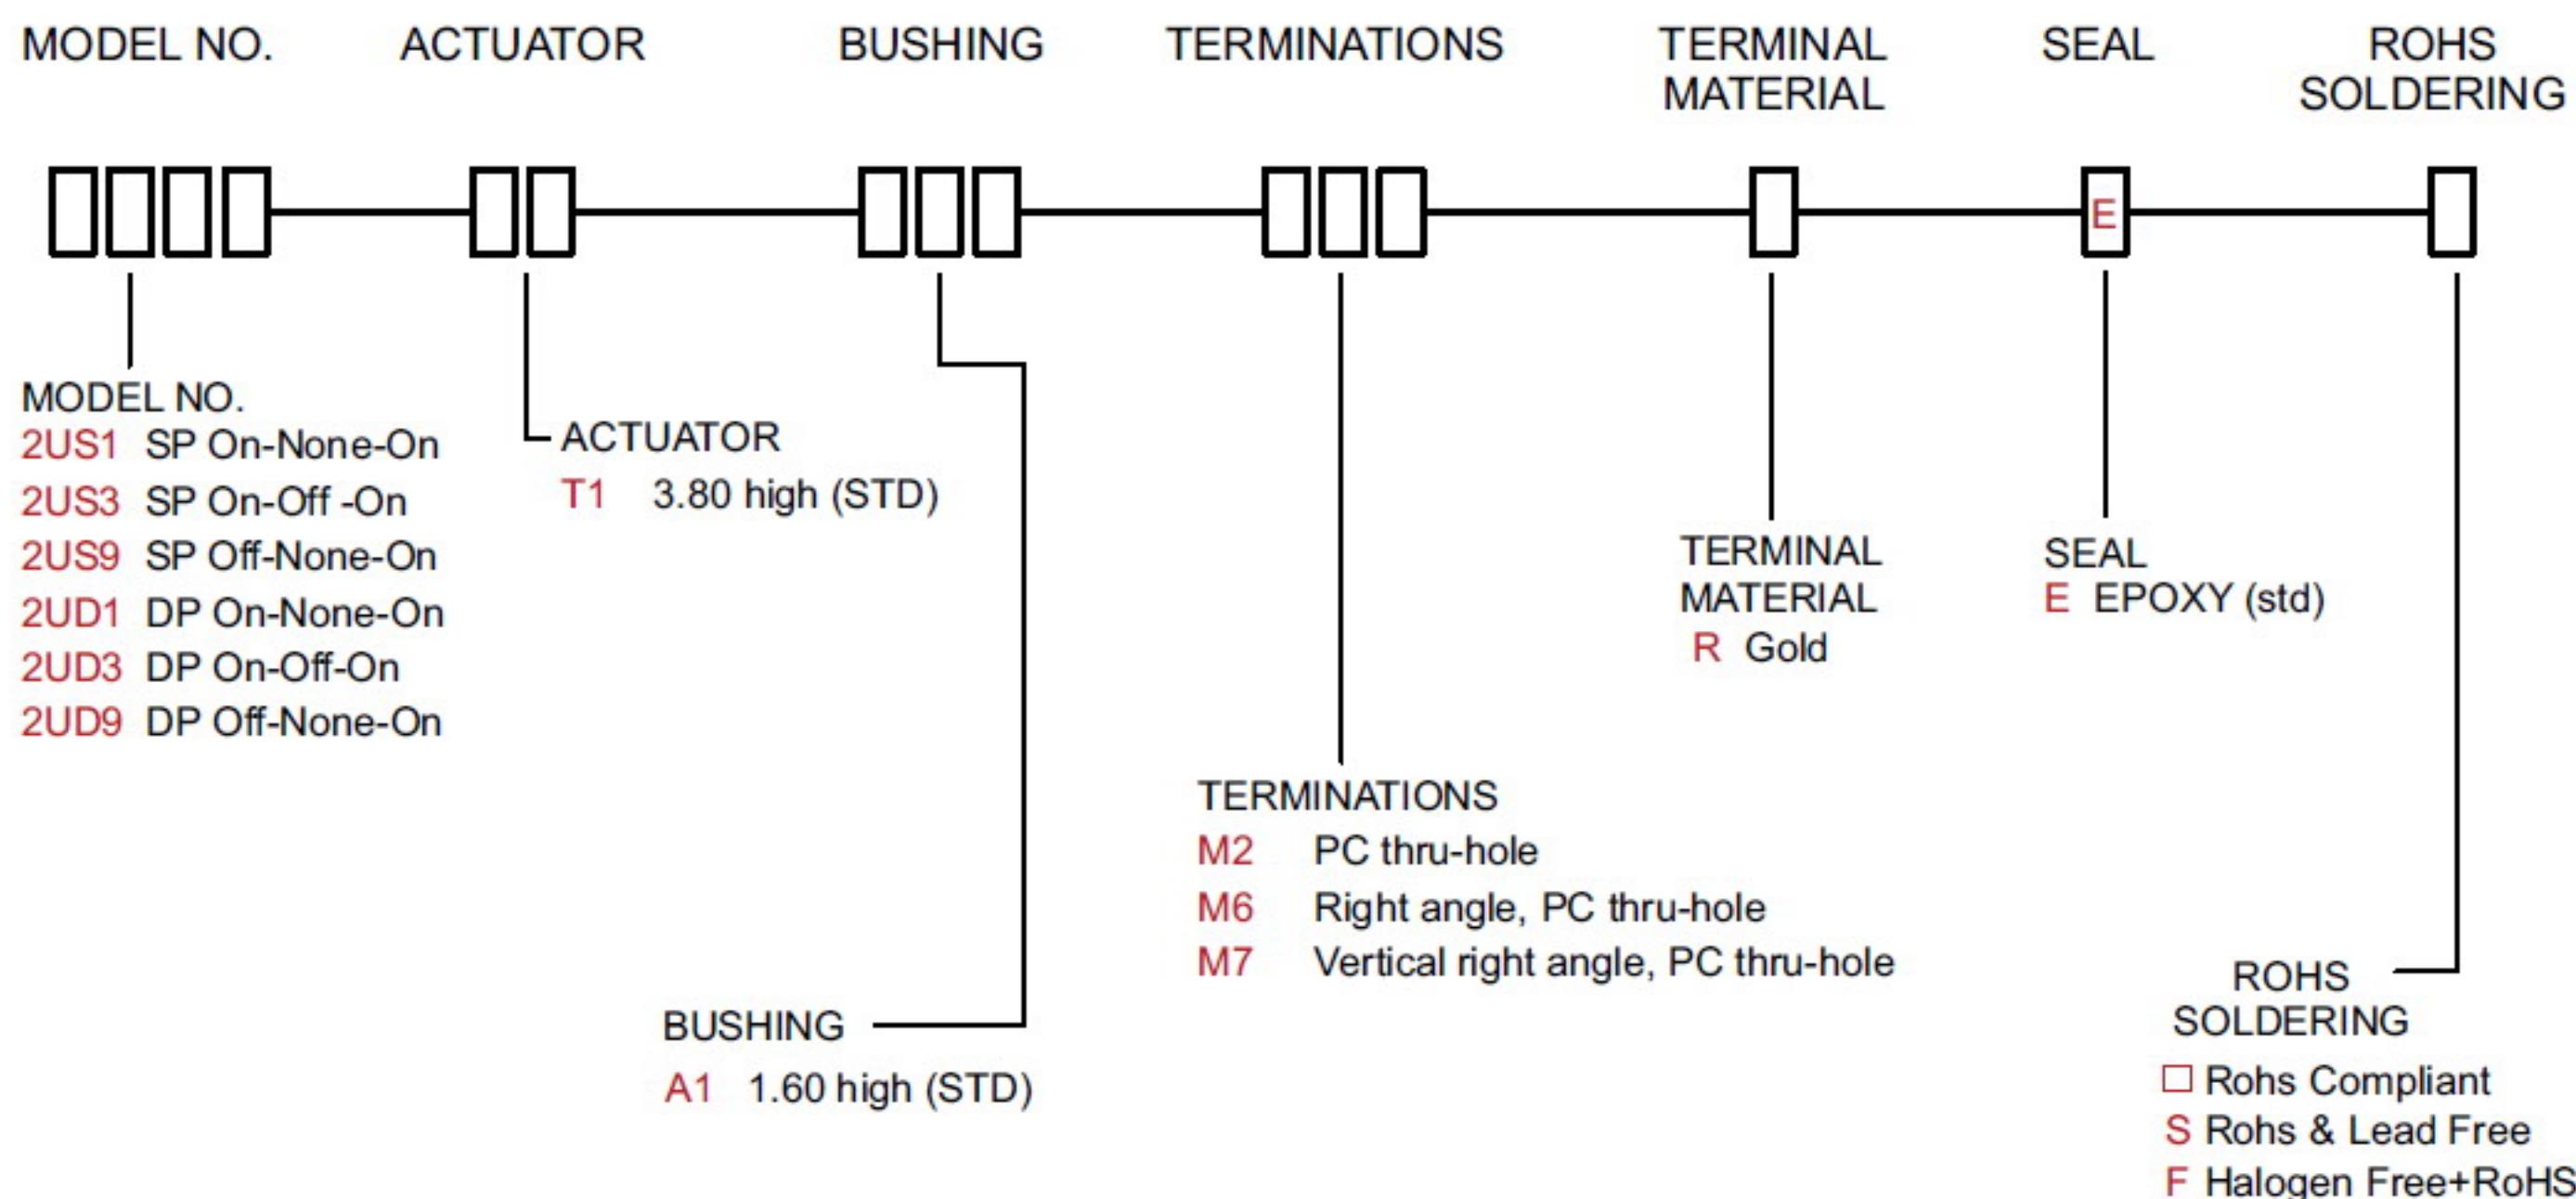 MODEL NO. ACTUATOR BUSHING TERMINATIONS TERMINAL MATERIAL SEAL ROHS SOLDERING
E
MODEL NO.
2US1 SP On-None-On
2US3 SP On-Off -On
2US9 SP Off-None-On
2UD1 DP On-None-On
2UD3 DP On-Off-On
2UD9 DP Off-None-On
ACTUATOR
T1 3.80 high (STD)
BUSHING
A1 1.60 high (STD)
TERMINATIONS
M2 PC thru-hole
M6 Right angle, PC thru-hole
M7 Vertical right angle, PC thru-hole
TERMINAL
MATERIAL
R Gold
SEAL
E EPOXY (std)
ROHS
SOLDERING
□ Rohs Compliant
S Rohs & Lead Free
F Halogen Free+RoHS